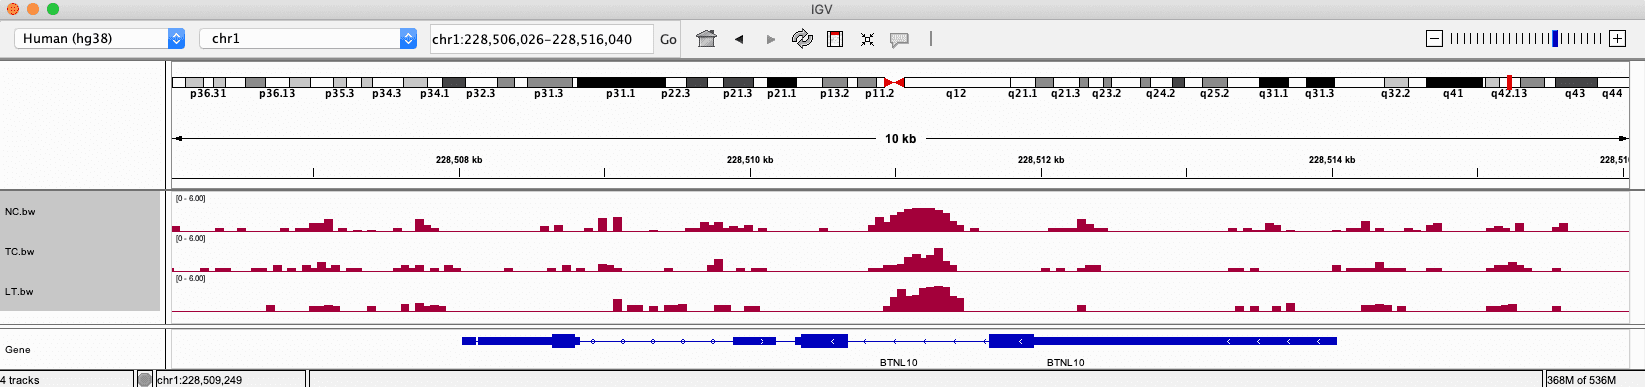 IGV
Human (hg38) chr1 chr1:228,506,026-228,516,040 Go
p36.31 p36.13 p35.3 p34.3 p34.1 p32.3 p31.3 p31.1 p22.3 p21.3 p21.1 p13.2 p11.2 q12 q21.1 q21.3 q23.2 q24.2 q25.2 q31.1 q31.3 q32.2 q41 q42.13 q43 q44
10 kb
228,508 kb 228,510 kb 228,512 kb 228,514 kb 228,516
[0 - 6.00]
NC.bw
[0 - 6.00]
TC.bw
[0 - 6.00]
LT.bw
Gene
BTNL10 BTNL10
4 tracks chr1:228,509,249 368M of 536M